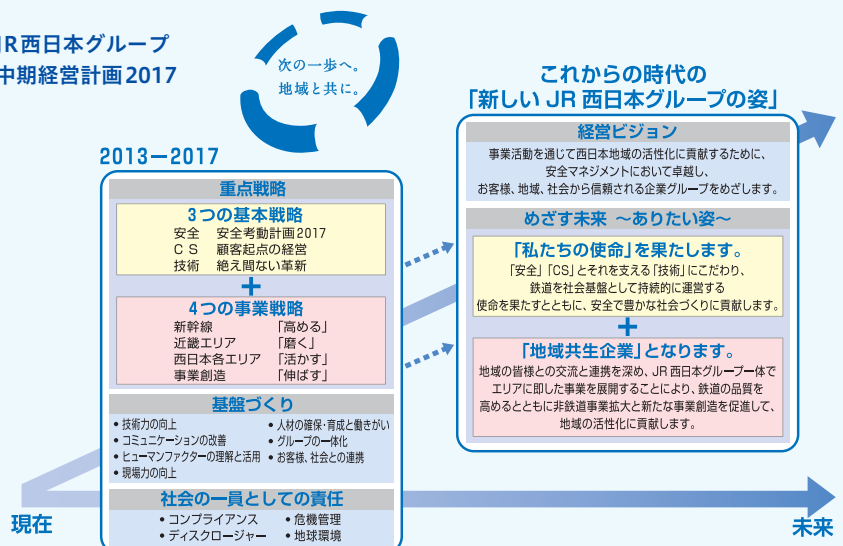 JR西日本グループ
中期経営計画2017
次の一歩へ。
地域と共に。
2013−2017
重点戦略
3つの基本戦略
安全 安全考動計画2017
ＣＳ 顧客起点の経営
技術 絶え間ない革新
+
4つの事業戦略
新幹線 「高める」
近畿エリア 「磨く」
西日本各エリア 「活かす」
事業創造 「伸ばす」
基盤づくり
• 技術力の向上
• コミュニケーションの改善
• ヒューマンファクターの理解と活用
• 現場力の向上
• 人材の確保・育成と働きがい
• グループの一体化
• お客様、社会との連携
社会の一員としての責任
• コンプライアンス
• ディスクロージャー
• 危機管理
• 地球環境
これからの時代の
「新しい JR 西日本グループの姿」
経営ビジョン
事業活動を通じて西日本地域の活性化に貢献するために、
安全マネジメントにおいて卓越し、
お客様、地域、社会から信頼される企業グループをめざします。
めざす未来 ～ありたい姿～
「私たちの使命」を果たします。
「安全」「CS」とそれを支える「技術」にこだわり、
鉄道を社会基盤として持続的に運営する
使命を果たすとともに、安全で豊かな社会づくりに貢献します。
+
「地域共生企業」となります。
地域の皆様との交流と連携を深め、JR西日本グループ一体で
エリアに即した事業を展開することにより、鉄道の品質を
高めるとともに非鉄道事業拡大と新たな事業創造を促進して、
地域の活性化に貢献します。
現在
未来